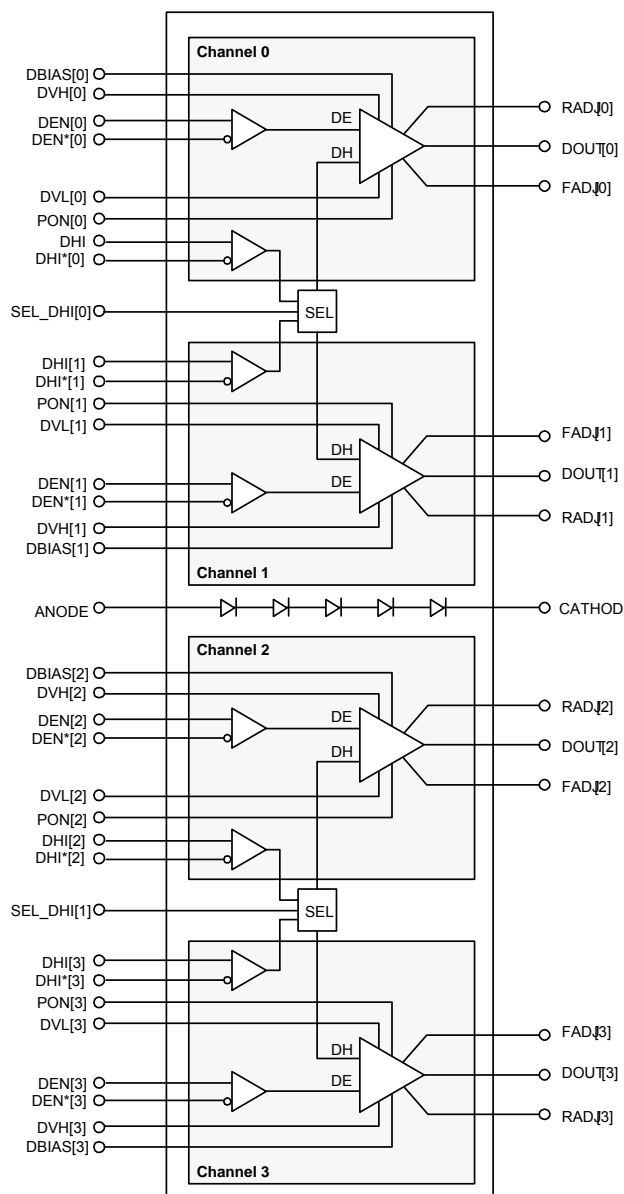 Channel 0
DBIAS[0]
DVH[0]
RADJ[0]
DEN[0]
DE
DEN*[0]
DOUT[0]
DH
FADJ[0]
DVL[0]
PON[0]
DHI
DHI*[0]
SEL_DHI[0]
SEL
DHI[1]
DHI*[1]
PON[1]
DVL[1]
FADJ[1]
DH
DOUT[1]
DEN[1]
DE
DEN*[1]
RADJ[1]
DVH[1]
DBIAS[1]
Channel 1
ANODE
CATHOD
Channel 2
DBIAS[2]
DVH[2]
RADJ[2]
DEN[2]
DE
DEN*[2]
DOUT[2]
DH
FADJ[2]
DVL[2]
PON[2]
DHI[2]
DHI*[2]
SEL_DHI[1]
SEL
DHI[3]
DHI*[3]
PON[3]
DVL[3]
FADJ[3]
DH
DOUT[3]
DEN[3]
DE
DEN*[3]
RADJ[3]
DVH[3]
DBIAS[3]
Channel 3